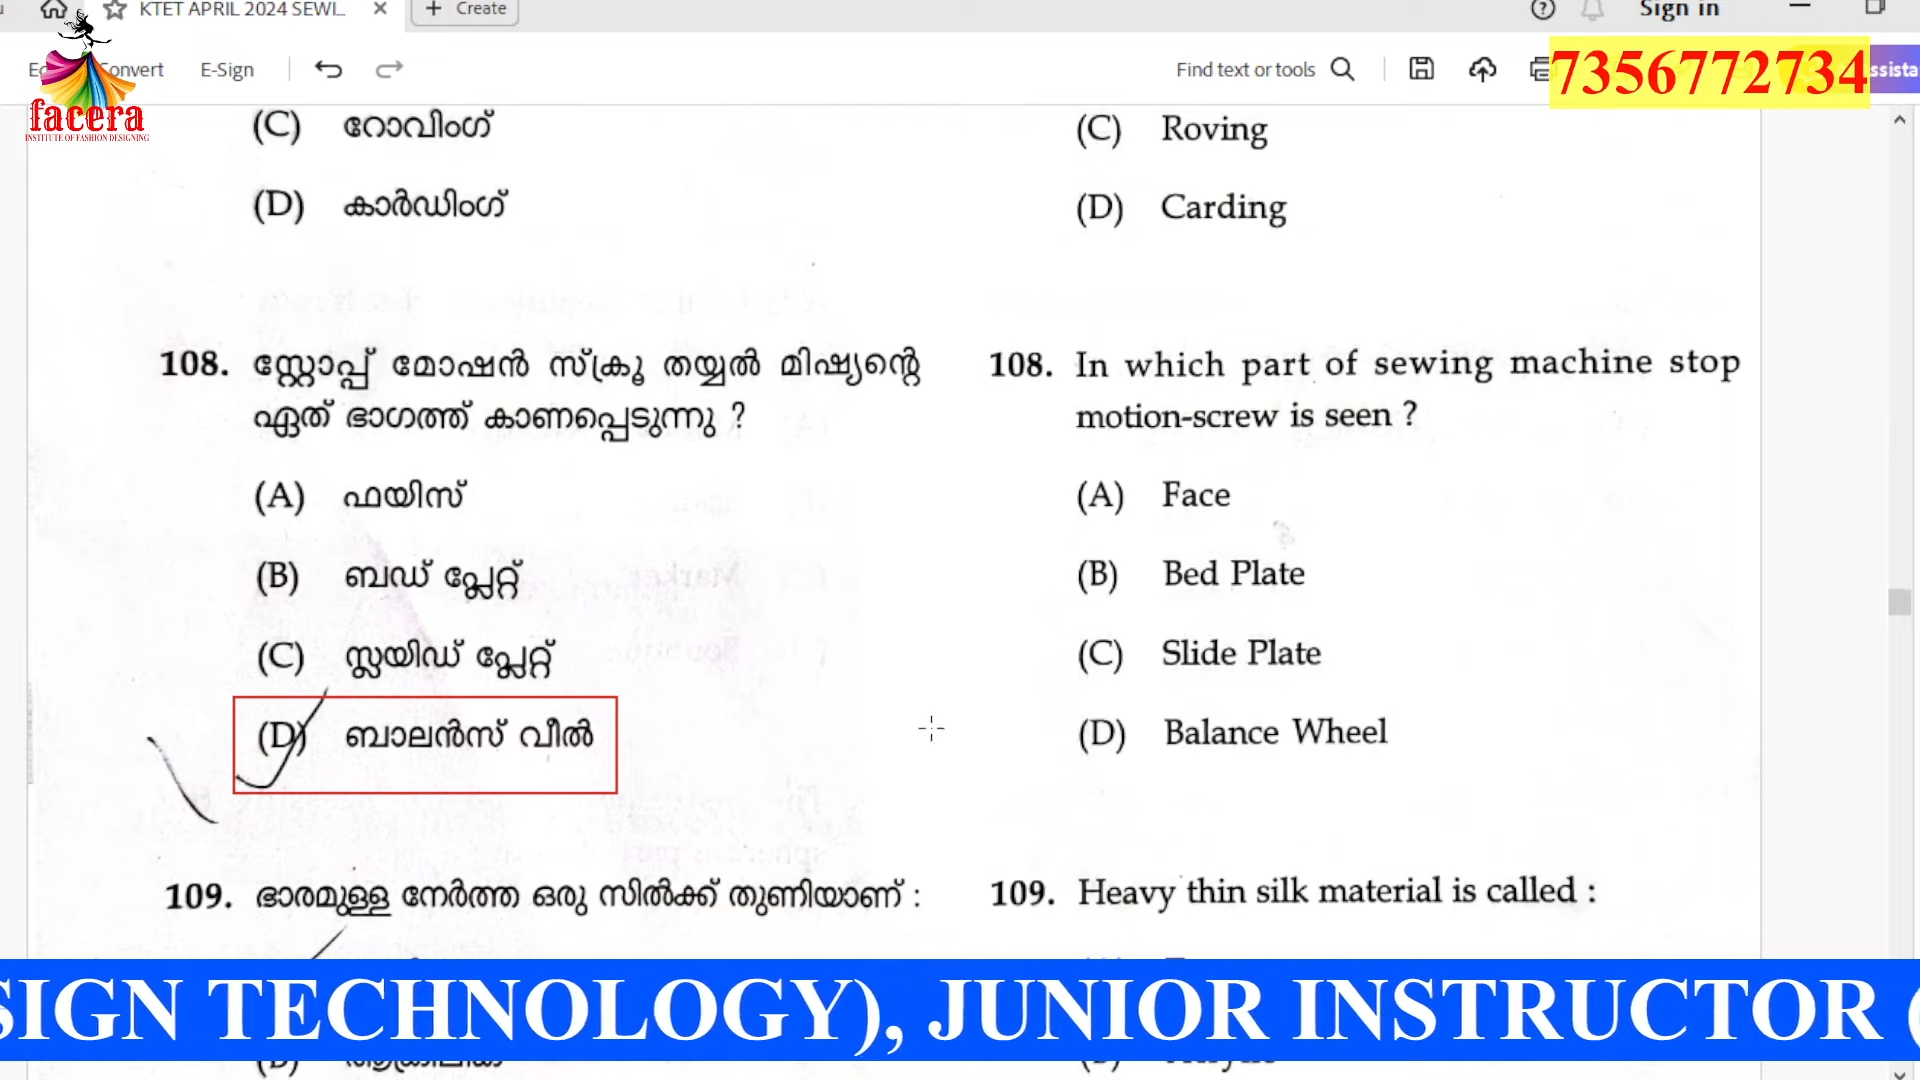 KTET APRIL 2024 SEWI...
Create
Sign in
Convert
E-Sign
Find text or tools
7356772734
ssista
facera
INSTITUTE OF FASHION DESIGNING
(C) റോവിംഗ്
(D) കാർഡിംഗ്
108. സ്റ്റോപ്പ് മോഷൻ സ്ക്രൂ തയ്യൽ മിഷ്യന്റെ
ഏത് ഭാഗത്ത് കാണപ്പെടുന്നു ?
(A) ഫയിസ്
(B) ബഡ് പ്ലേറ്റ്
(C) സ്ലയിഡ് പ്ലേറ്റ്
(D) ബാലൻസ് വീൽ
109. ഭാരമുള്ള നേർത്ത ഒരു സിൽക്ക് തുണിയാണ് :
(C) Roving
(D) Carding
108. In which part of sewing machine stop
motion-screw is seen ?
(A) Face
(B) Bed Plate
(C) Slide Plate
(D) Balance Wheel
109. Heavy thin silk material is called :
SIGN TECHNOLOGY), JUNIOR INSTRUCTOR (